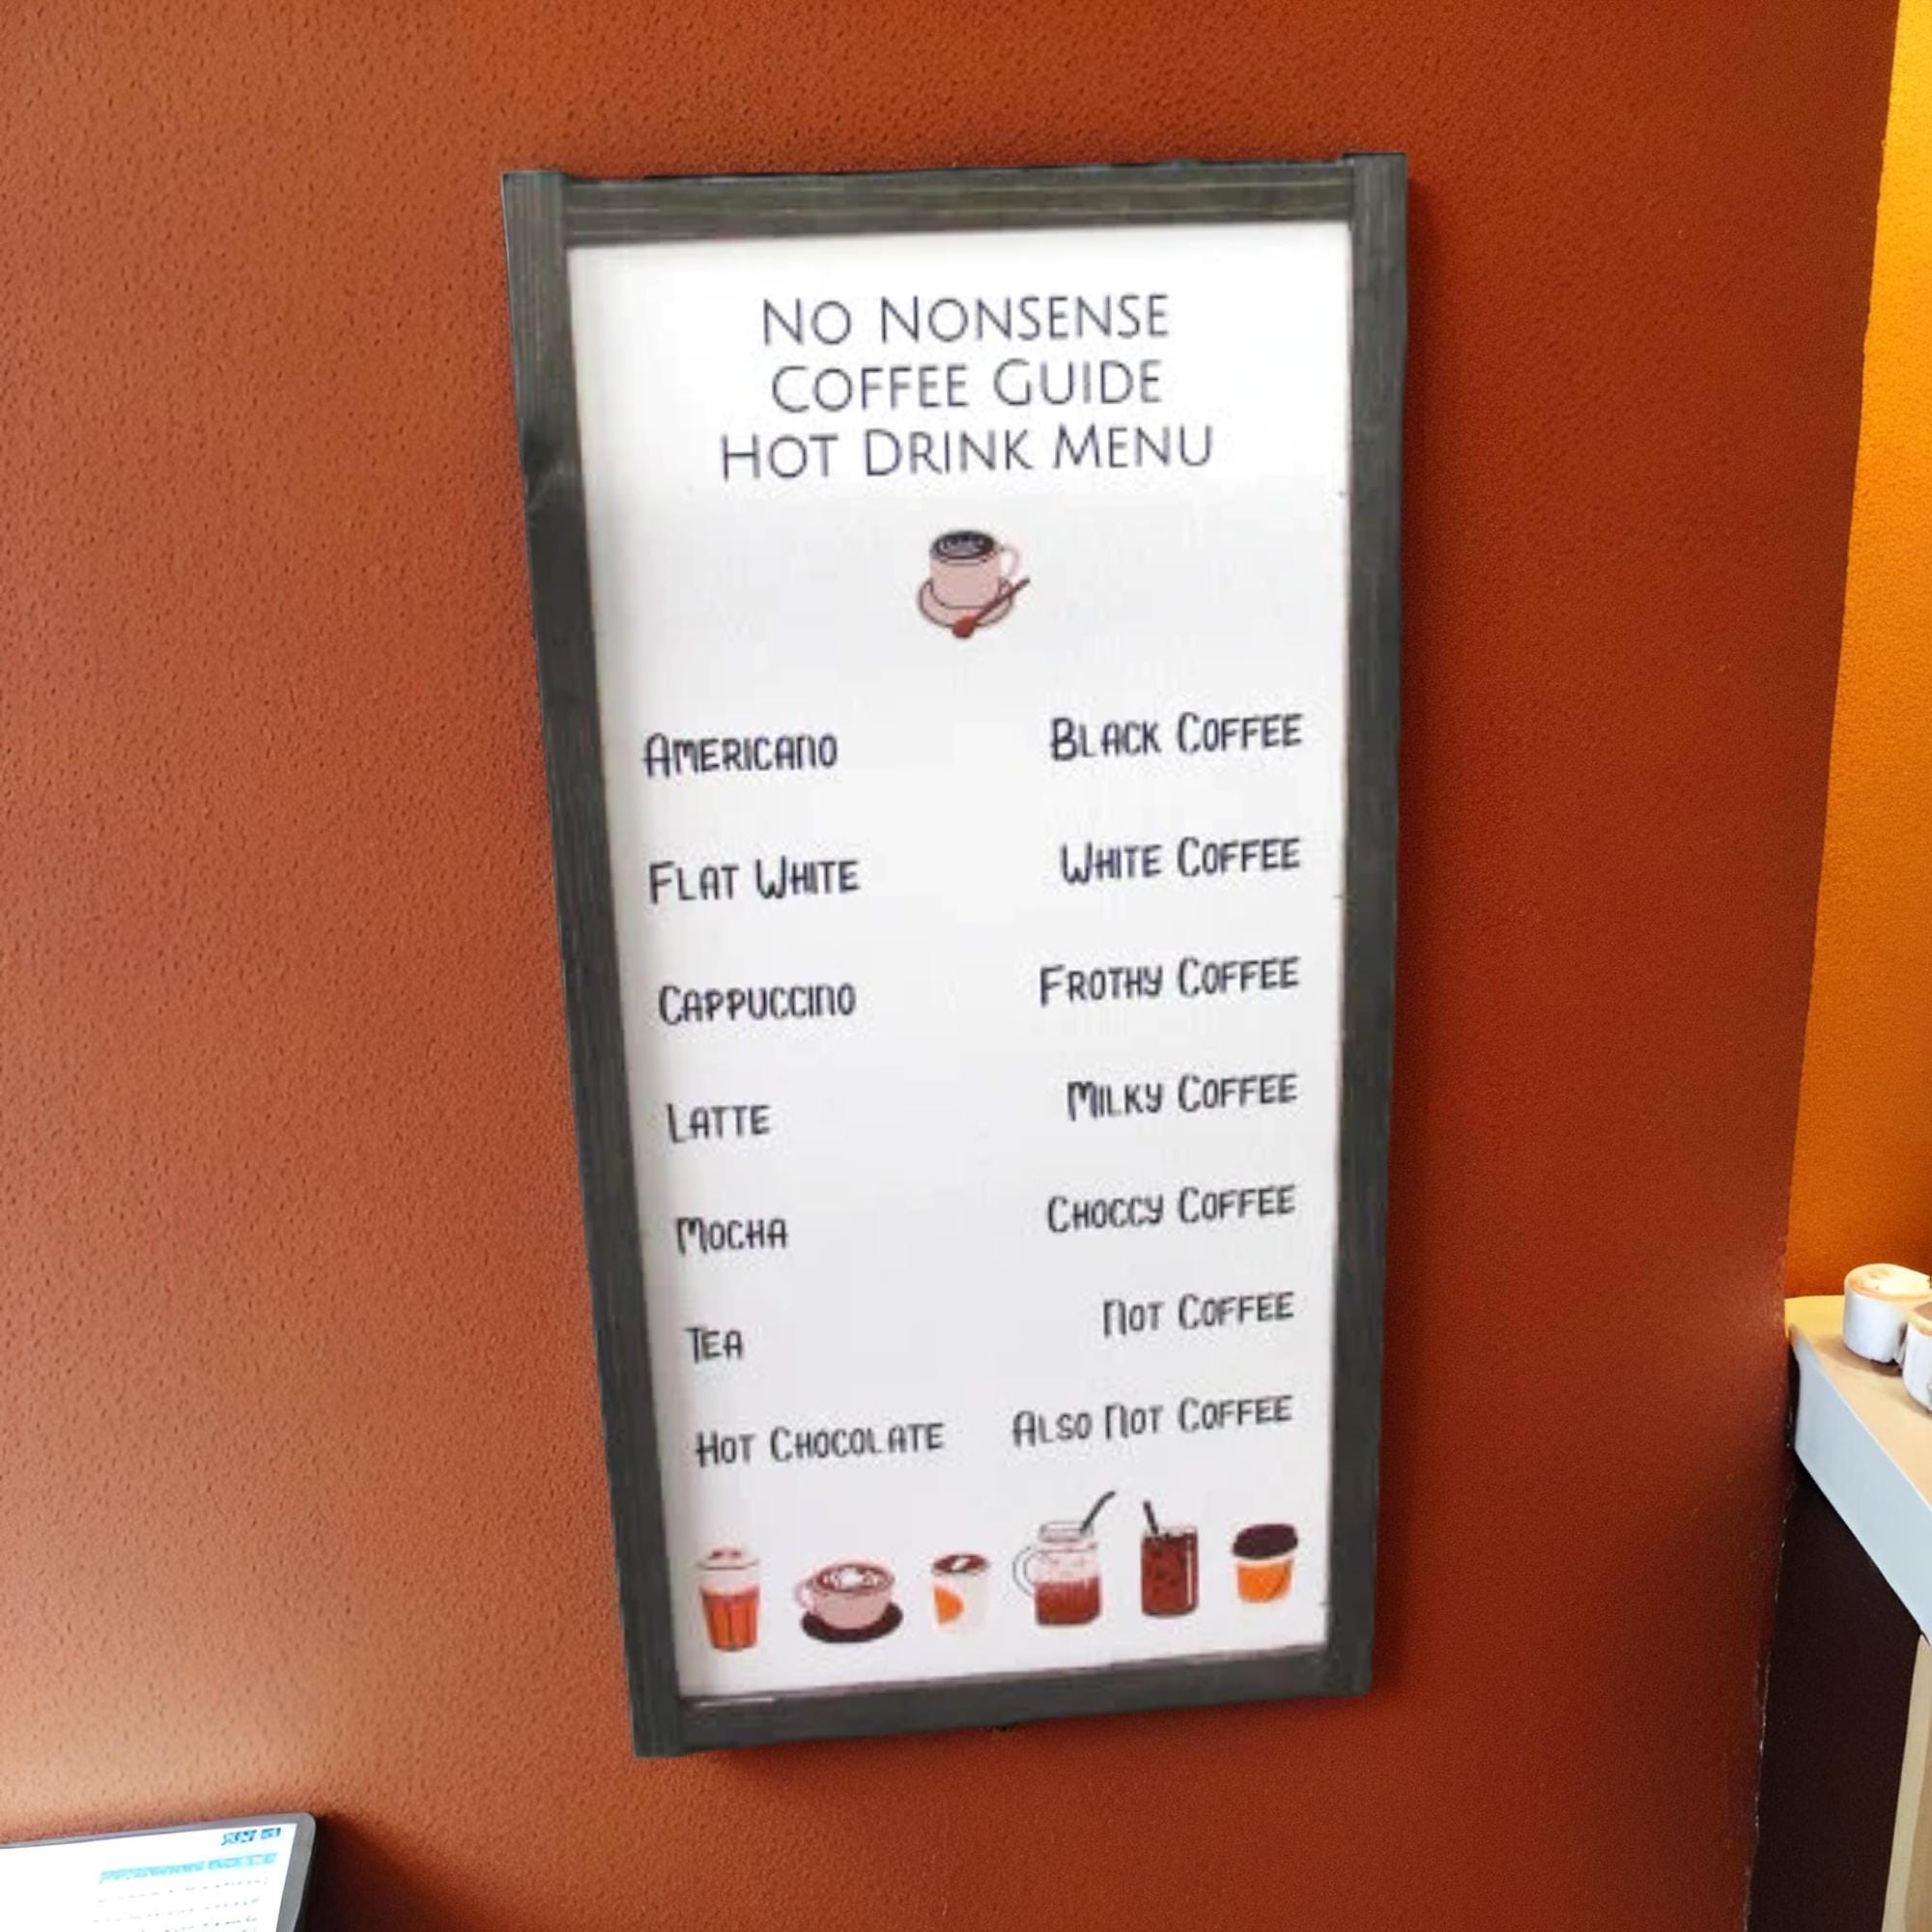 No Nonsense
Coffee Guide
Hot Drink Menu
Americano Black Coffee
Flat White White Coffee
Cappuccino Frothy Coffee
Latte Milky Coffee
Mocha Choccy Coffee
Tea Not Coffee
Hot Chocolate Also Not Coffee